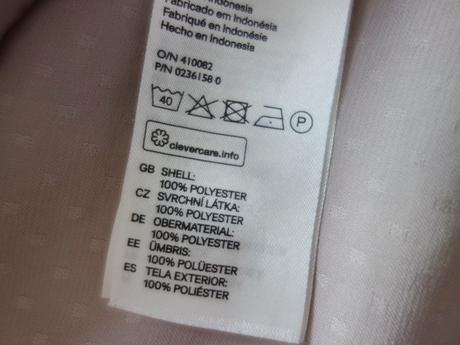 Indonesia
Fabricado em Indonésia
Fabriqué en Indonésie
Hecho en Indonesia
O/N 410082
P/N 0236158 0
40 P
clevercare.info
GB SHELL:
100% POLYESTER
CZ SVRCHNÍ LÁTKA:
100% POLYESTER
DE OBERMATERIAL:
100% POLYESTER
EE ÜMBRIS:
100% POLÜESTER
ES TELA EXTERIOR:
100% POLIÉSTER